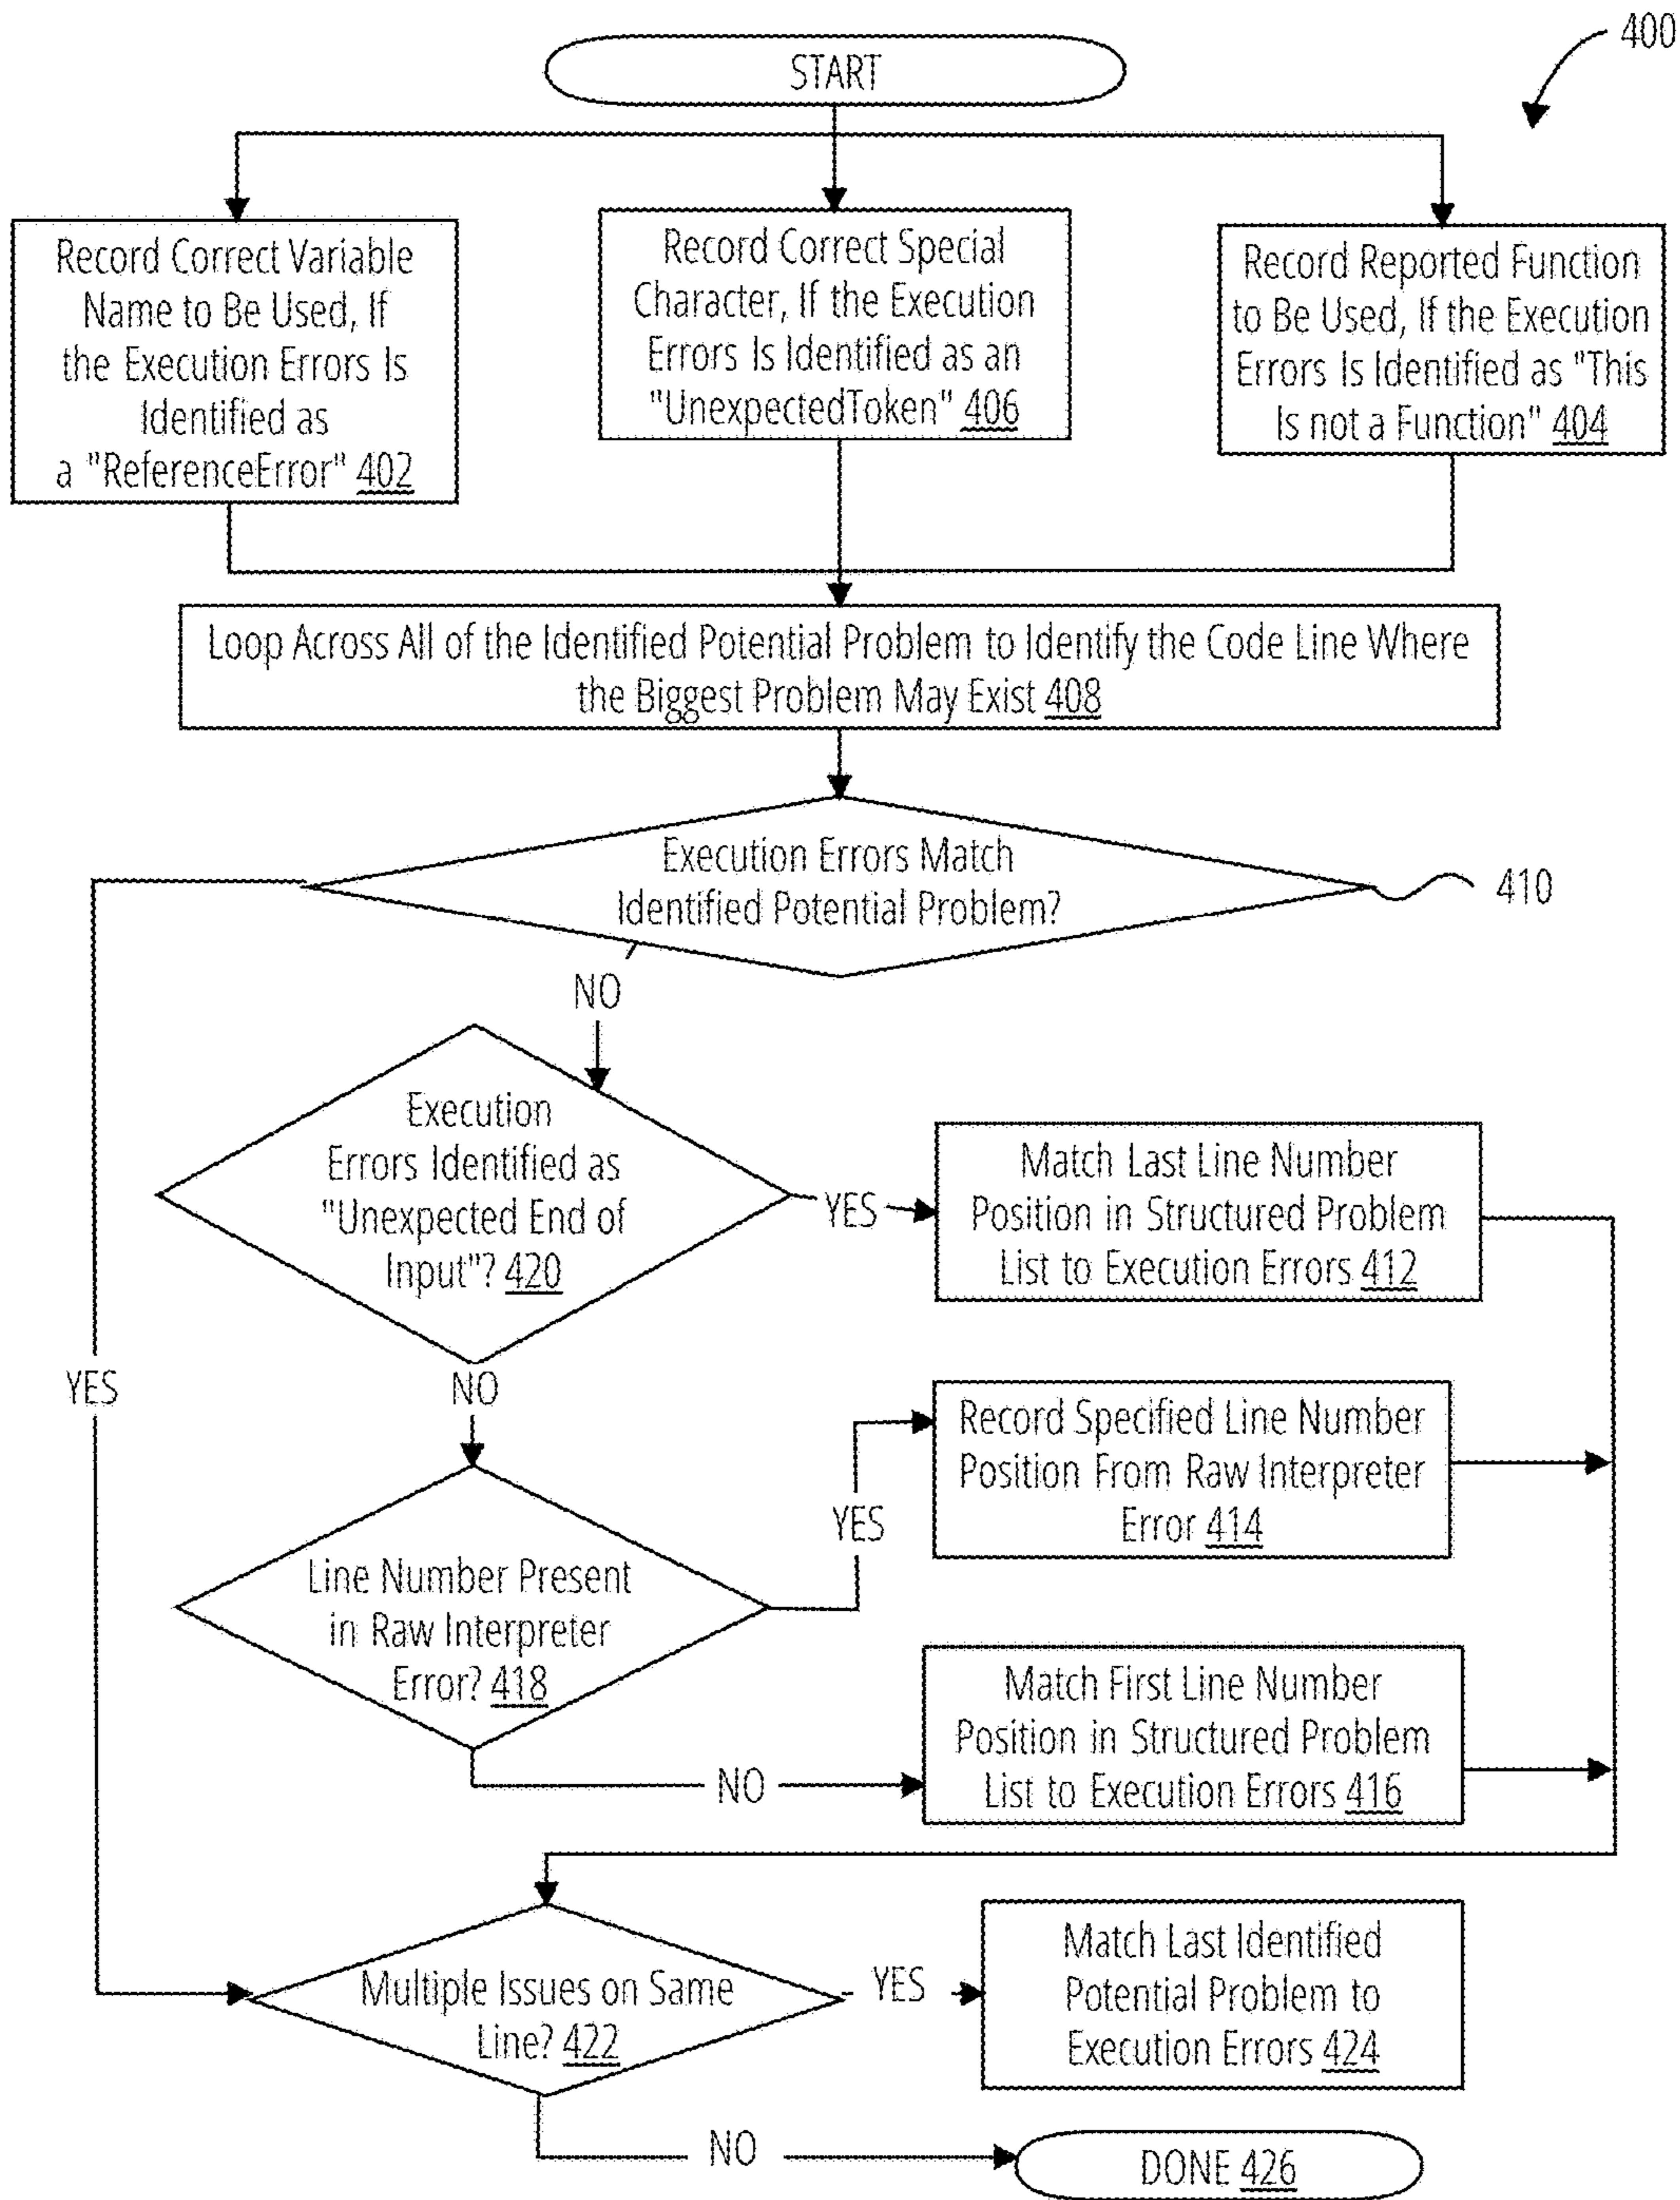 400
START
Record Correct Variable
Name to Be Used, If
the Execution Errors Is
Identified as
a "ReferenceError" 402
Record Correct Special
Character, If the Execution
Errors Is Identified as an
"UnexpectedToken" 406
Record Reported Function
to Be Used, If the Execution
Errors Is Identified as "This
Is not a Function" 404
Loop Across All of the Identified Potential Problem to Identify the Code Line Where
the Biggest Problem May Exist 408
Execution Errors Match
Identified Potential Problem?
410
NO
Execution
Errors Identified as
"Unexpected End of
Input"? 420
YES
Match Last Line Number
Position in Structured Problem
List to Execution Errors 412
YES
NO
Record Specified Line Number
Position From Raw Interpreter
Error 414
YES
Line Number Present
in Raw Interpreter
Error? 418
Match First Line Number
Position in Structured Problem
List to Execution Errors 416
NO
Multiple Issues on Same
Line? 422
YES
Match Last Identified
Potential Problem to
Execution Errors 424
NO
DONE 426